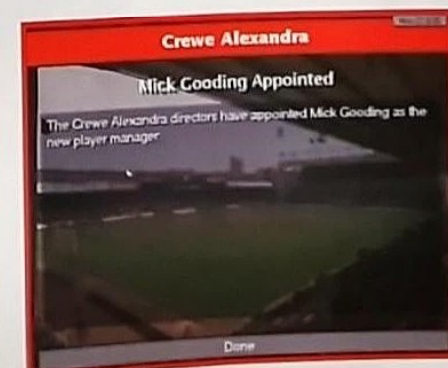 Crewe Alexandra
Mick Gooding Appointed
The Crewe Alexandra directors have appointed Mick Gooding as the
new player manager
Done